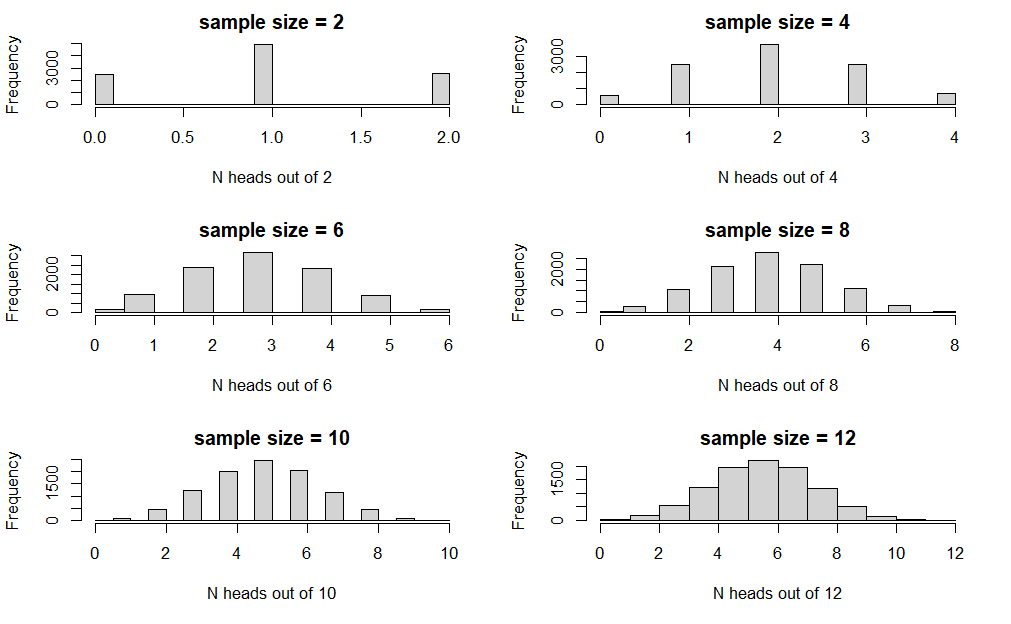 sample size = 2
Frequency
0 3000
0.0 0.5 1.0 1.5 2.0
N heads out of 2
sample size = 4
Frequency
0 3000
0 1 2 3 4
N heads out of 4
sample size = 6
Frequency
0 2000
0 1 2 3 4 5 6
N heads out of 6
sample size = 8
Frequency
0 2000
0 2 4 6 8
N heads out of 8
sample size = 10
Frequency
0 1500
0 2 4 6 8 10
N heads out of 10
sample size = 12
Frequency
0 1500
0 2 4 6 8 10 12
N heads out of 12